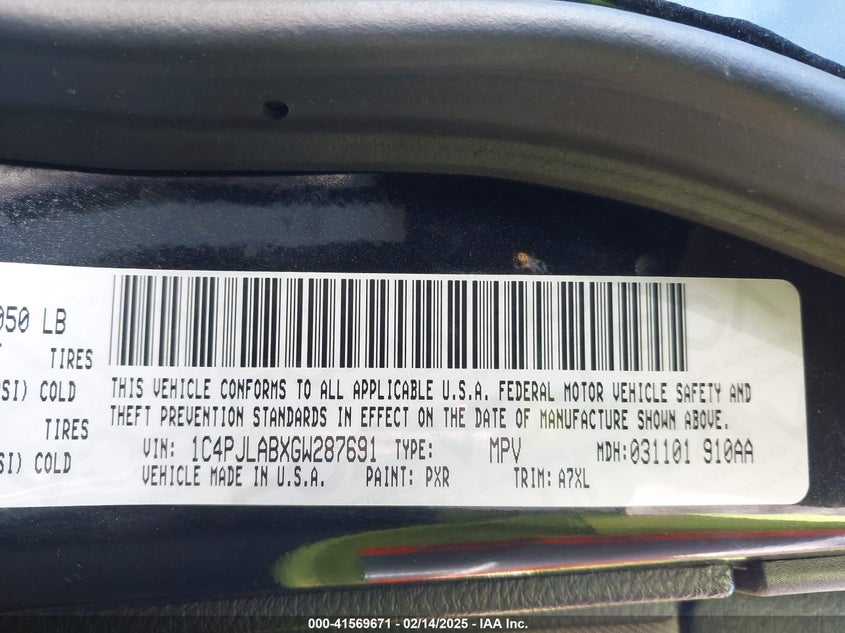 050 LB
TIRES
SI) COLD
TIRES
SI) COLD
THIS VEHICLE CONFORMS TO ALL APPLICABLE U.S.A. FEDERAL MOTOR VEHICLE SAFETY AND
THEFT PREVENTION STANDARDS IN EFFECT ON THE DATE OF MANUFACTURE SHOWN ABOVE.
VIN: 1C4PJLABXGW287691 TYPE: MPV MDH:031101 910AA
VEHICLE MADE IN U.S.A. PAINT: PXR TRIM: A7XL
000-41569671 - 02/14/2025 - IAA Inc.